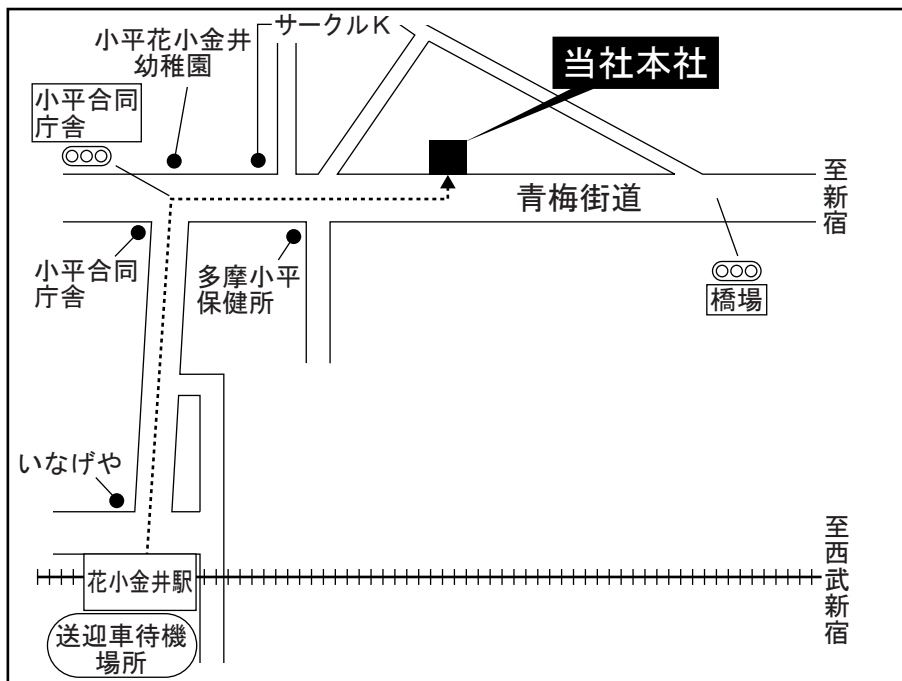 サークルK
小平花小金井
幼稚園
当社本社
小平合同
庁舎
至新宿
青梅街道
小平合同
庁舎
多摩小平
保健所
橋場
いなげや
至西武新宿
花小金井駅
送迎車待機
場所